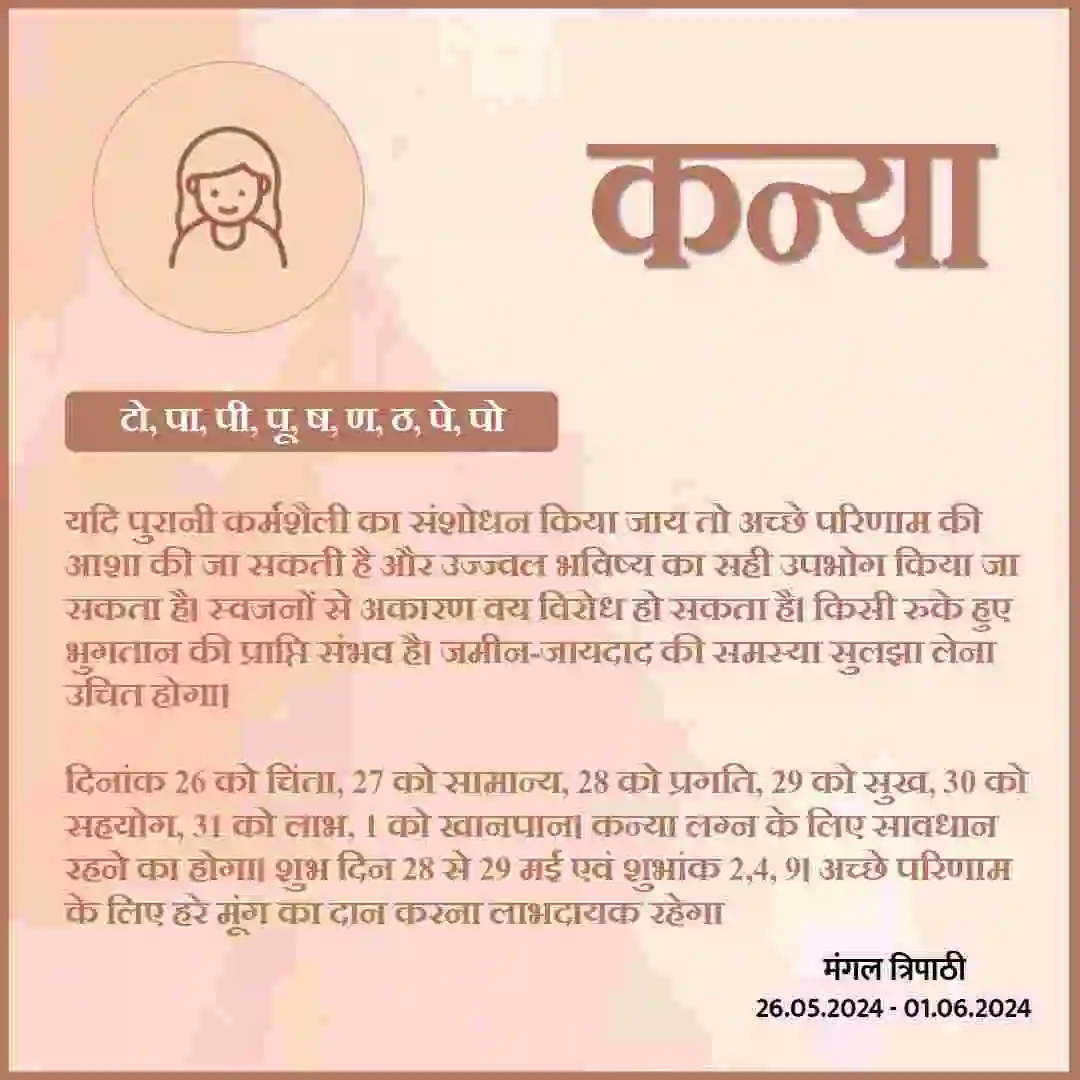 कन्या
टो, पा, पी, पू, ष, ण, ठ, पे, पो
यदि पुरानी कर्मशैली का संशोधन किया जाय तो अच्छे परिणाम की
आशा की जा सकती है और उज्ज्वल भविष्य का सही उपभोग किया जा
सकता है। स्वजनों से अकारण वय विरोध हो सकता है। किसी रुके हुए
भुगतान की प्राप्ति संभव है। जमीन-जायदाद की समस्या सुलझा लेना
उचित होगा।
दिनांक 26 को चिंता, 27 को सामान्य, 28 को प्रगति, 29 को सुख, 30 को
सहयोग, 31 को लाभ, 1 को खानपान। कन्या लग्न के लिए सावधान
रहने का होगा। शुभ दिन 28 से 29 मई एवं शुभांक 2,4, 9। अच्छे परिणाम
के लिए हरे मूंग का दान करना लाभदायक रहेगा
मंगल त्रिपाठी
26.05.2024 - 01.06.2024